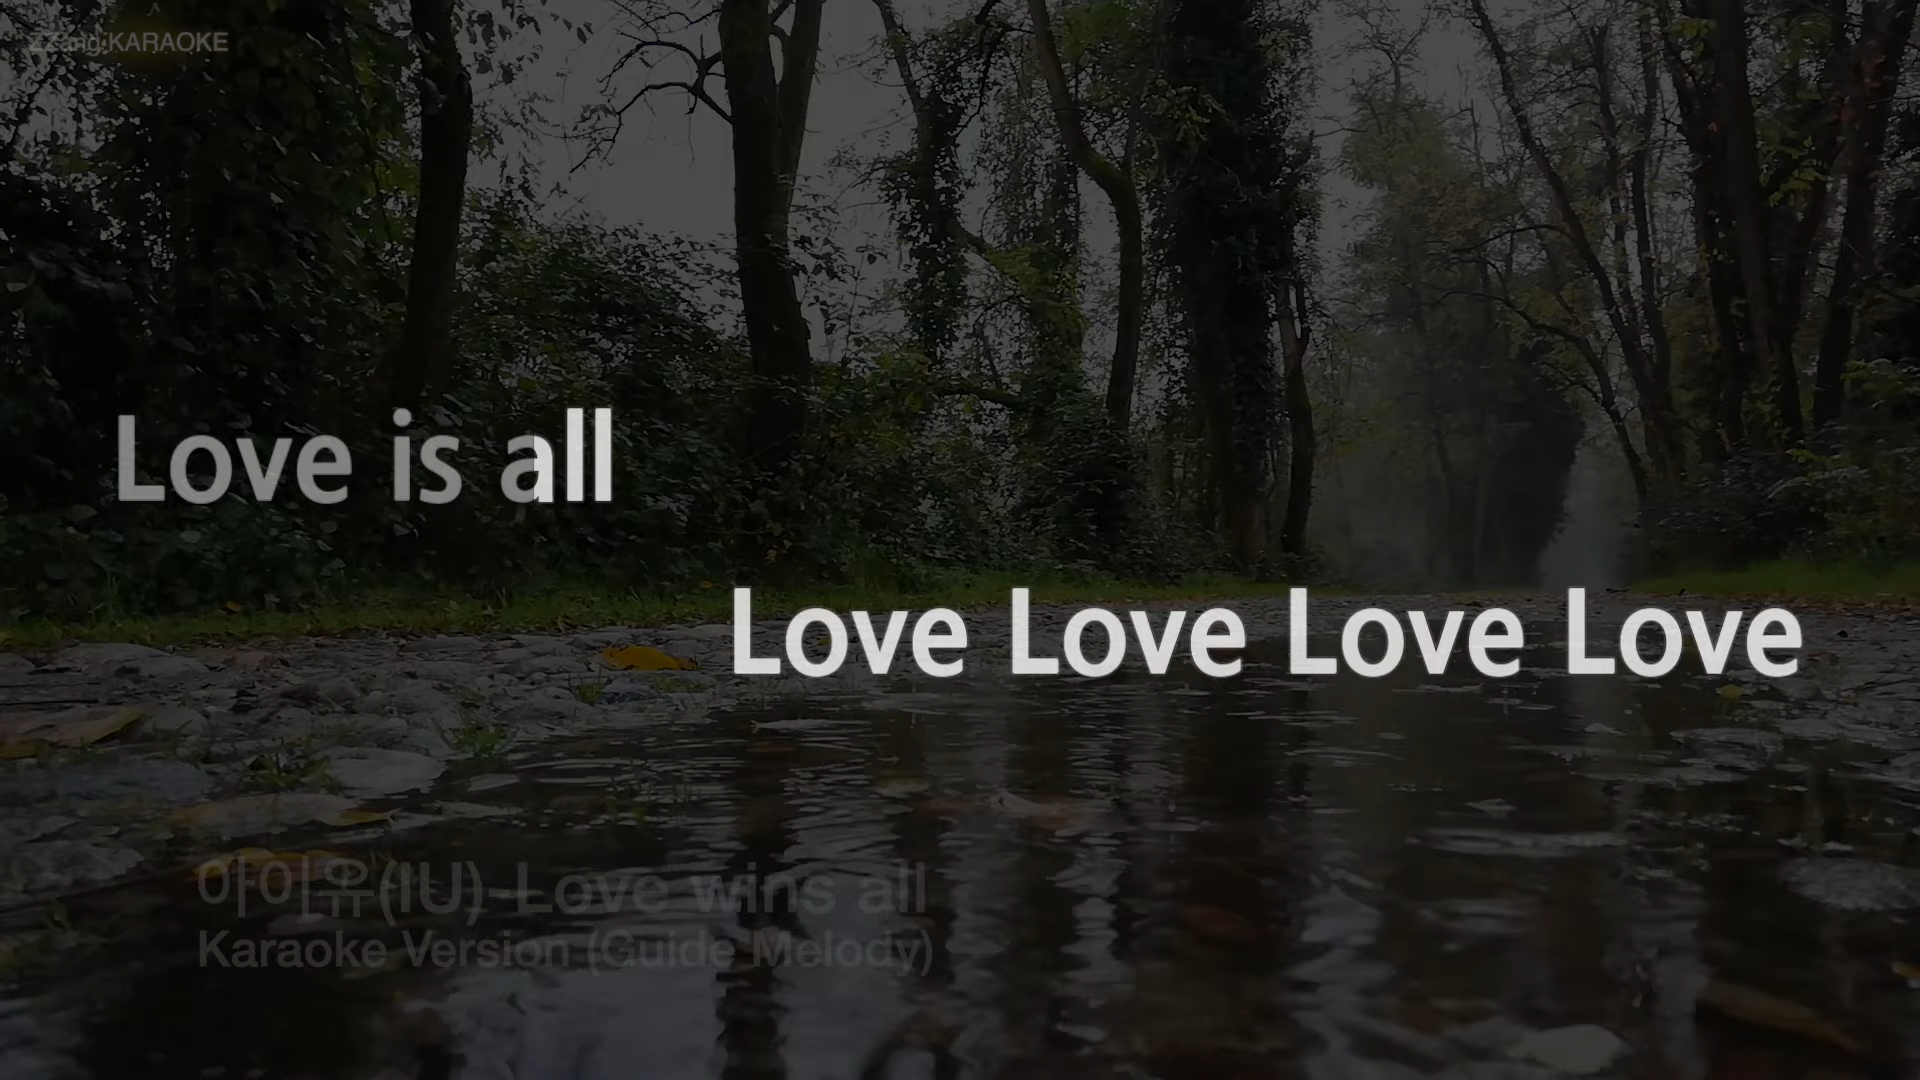 ZZang KARAOKE
Love is all
Love Love Love Love
아이유(IU)-Love wins all
Karaoke Version (Guide Melody)